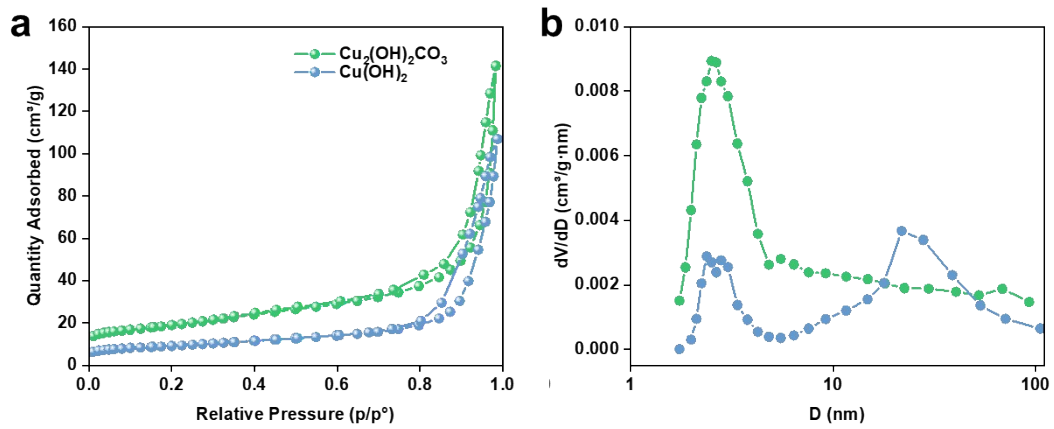 a
160
140
120
100
80
60
40
20
0
Quantity Adsorbed (cm³/g)
Cu₂(OH)₂CO₃
Cu(OH)₂
0.0 0.2 0.4 0.6 0.8 1.0
Relative Pressure (p/p°)
b
0.010
0.008
0.006
0.004
0.002
0.000
dV/dD (cm³/g·nm)
1 10 100
D (nm)